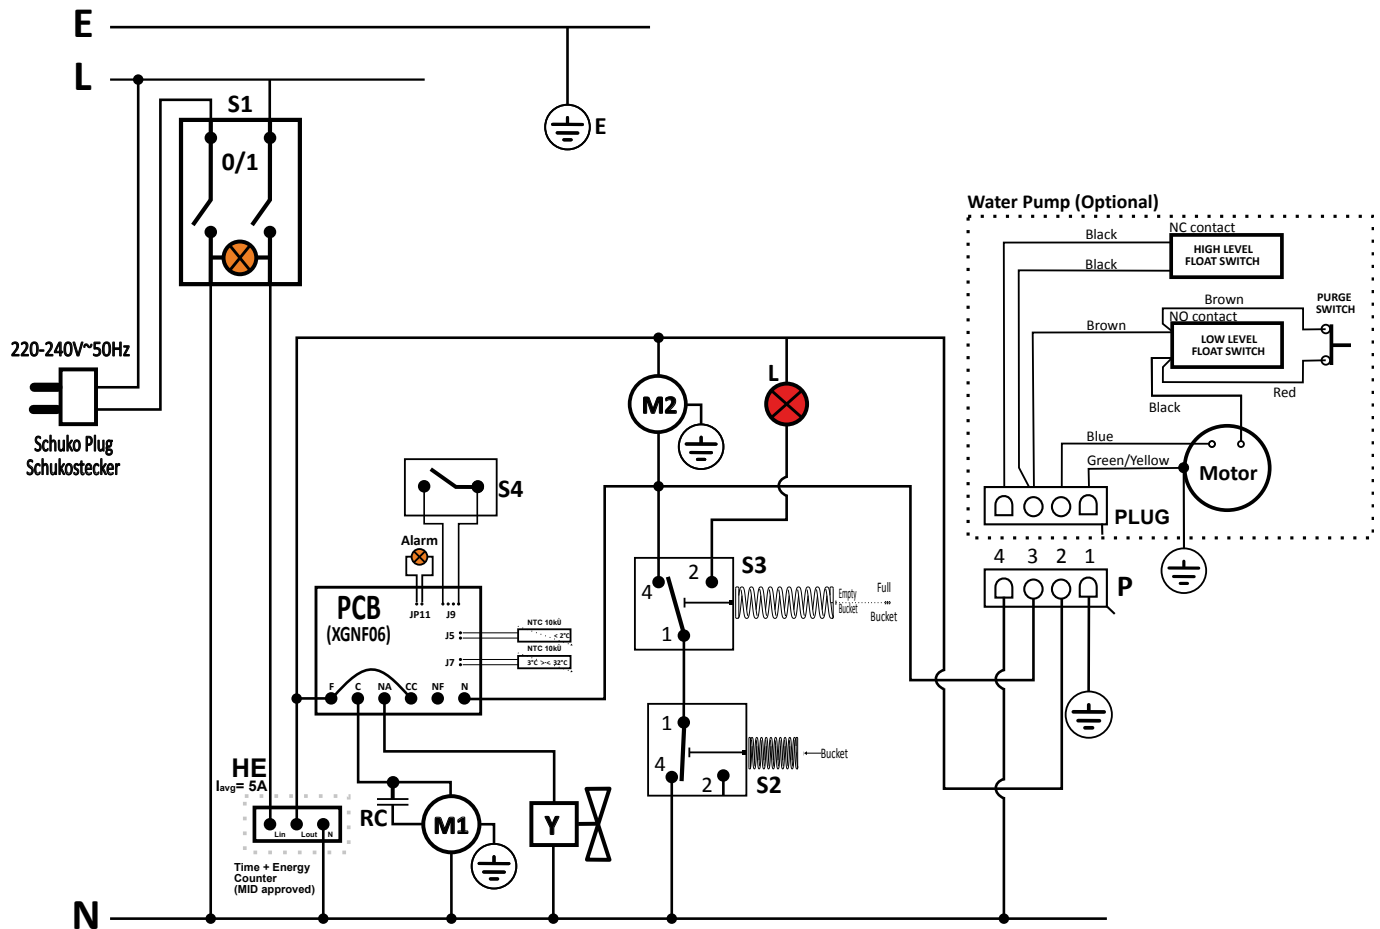 E
L
S1
0/1
E
220-240V~50Hz
Schuko Plug
Schukostecker
M2
L
S4
Alarm
PCB
(XGNF06)
JP11
J9
J5
J7
NTC 10kΩ
< 2°C
NTC 10kΩ
3°C >-< 32°C
F
C
NA
CC
NF
N
S3
4
2
1
Empty
Bucket
Full
Bucket
1
4
2
S2
Bucket
HE
Iavg= 5A
Lin
Lout
N
Time + Energy
Counter
(MID approved)
RC
M1
Y
N
Water Pump (Optional)
Black
NC contact
HIGH LEVEL
FLOAT SWITCH
Black
Brown
PURGE
SWITCH
NO contact
Brown
LOW LEVEL
FLOAT SWITCH
Red
Black
Blue
Green/Yellow
Motor
PLUG
4 3 2 1
P